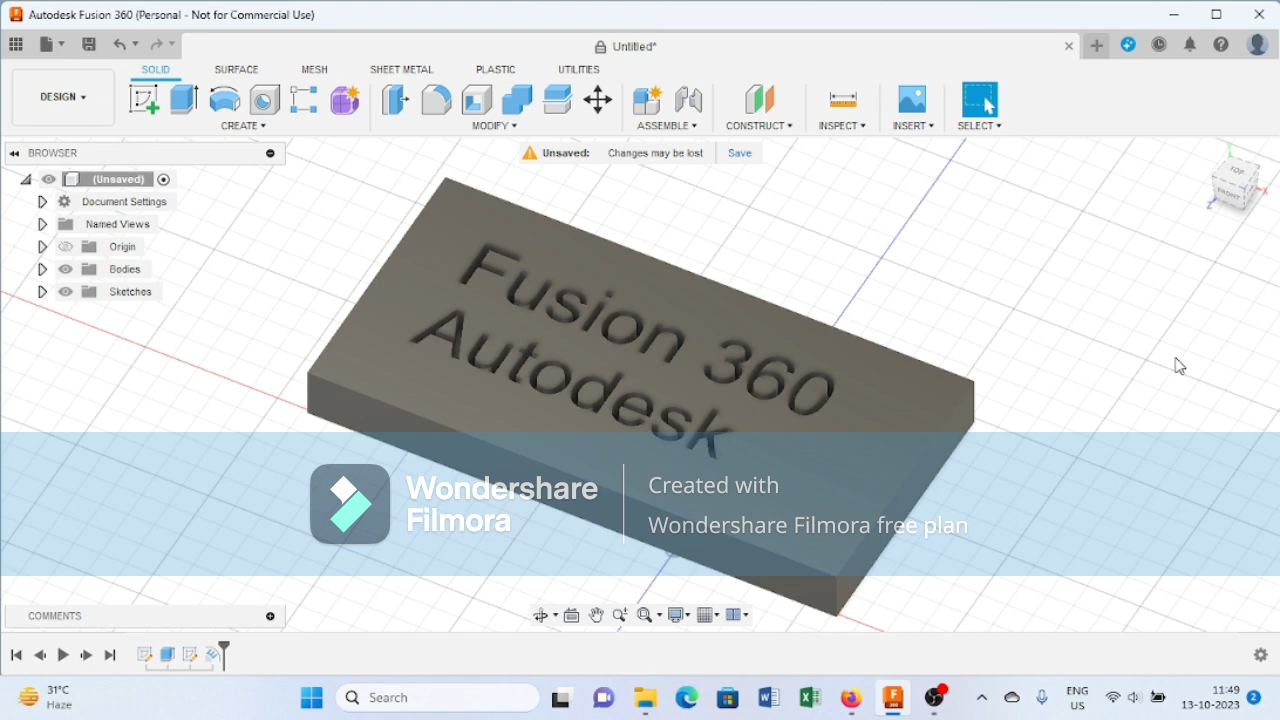 Autodesk Fusion 360 (Personal - Not for Commercial Use)
Untitled*
DESIGN
SOLID
SURFACE
MESH
SHEET METAL
PLASTIC
UTILITIES
CREATE
MODIFY
ASSEMBLE
CONSTRUCT
INSPECT
INSERT
SELECT
BROWSER
Unsaved:
Changes may be lost
Save
(Unsaved)
Document Settings
Named Views
Origin
Bodies
Sketches
TOP
FRONT
X
Y
Z
Fusion 360
Autodesk
Wondershare
Filmora
Created with
Wondershare Filmora free plan
COMMENTS
31°C
Haze
Search
ENG
US
11:49
13-10-2023
2